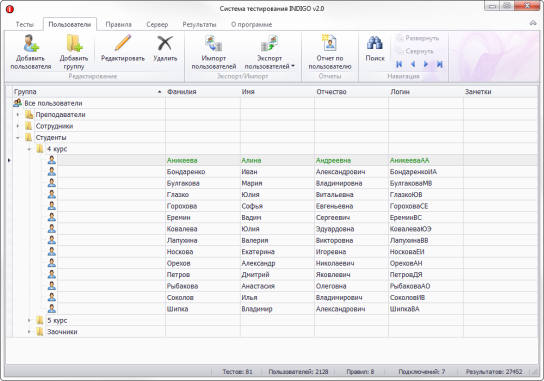 Система тестирования INDIGO v2.0
Тесты Пользователи Правила Сервер Результаты О программе
Добавить пользователя Добавить группу Редактировать Удалить Импорт пользователей Экспорт пользователей Отчет по пользователю Поиск Развернуть Свернуть
Редактирование Экспорт/Импорт Отчеты Навигация
Группа Фамилия Имя Отчество Логин Заметки
Все пользователи
Преподаватели
Сотрудники
Студенты
4 курс
Аникеева Алина Андреевна АникееваАА
Бондаренко Иван Александрович БондаренкоИА
Булгакова Мария Владимировна БулгаковаМВ
Глазко Юлия Витальевна ГлазкоЮВ
Горохова Софья Евгеньевна ГороховаСЕ
Еремин Вадим Сергеевич ЕреминВС
Ковалева Юлия Эдуардовна КовалеваЮЭ
Лапухина Валерия Викторовна ЛапухинаВВ
Носкова Екатерина Игоревна НосковаЕИ
Орехов Александр Николаевич ОреховАН
Петров Дмитрий Яковлевич ПетровДЯ
Рыбакова Анастасия Олеговна РыбаковаАО
Соколов Илья Владимирович СоколовИВ
Шипка Владимир Александрович ШипкаВА
5 курс
Заочники
Тестов: 81 Пользователей: 2128 Правил: 8 Подключений: 7 Результатов: 27452